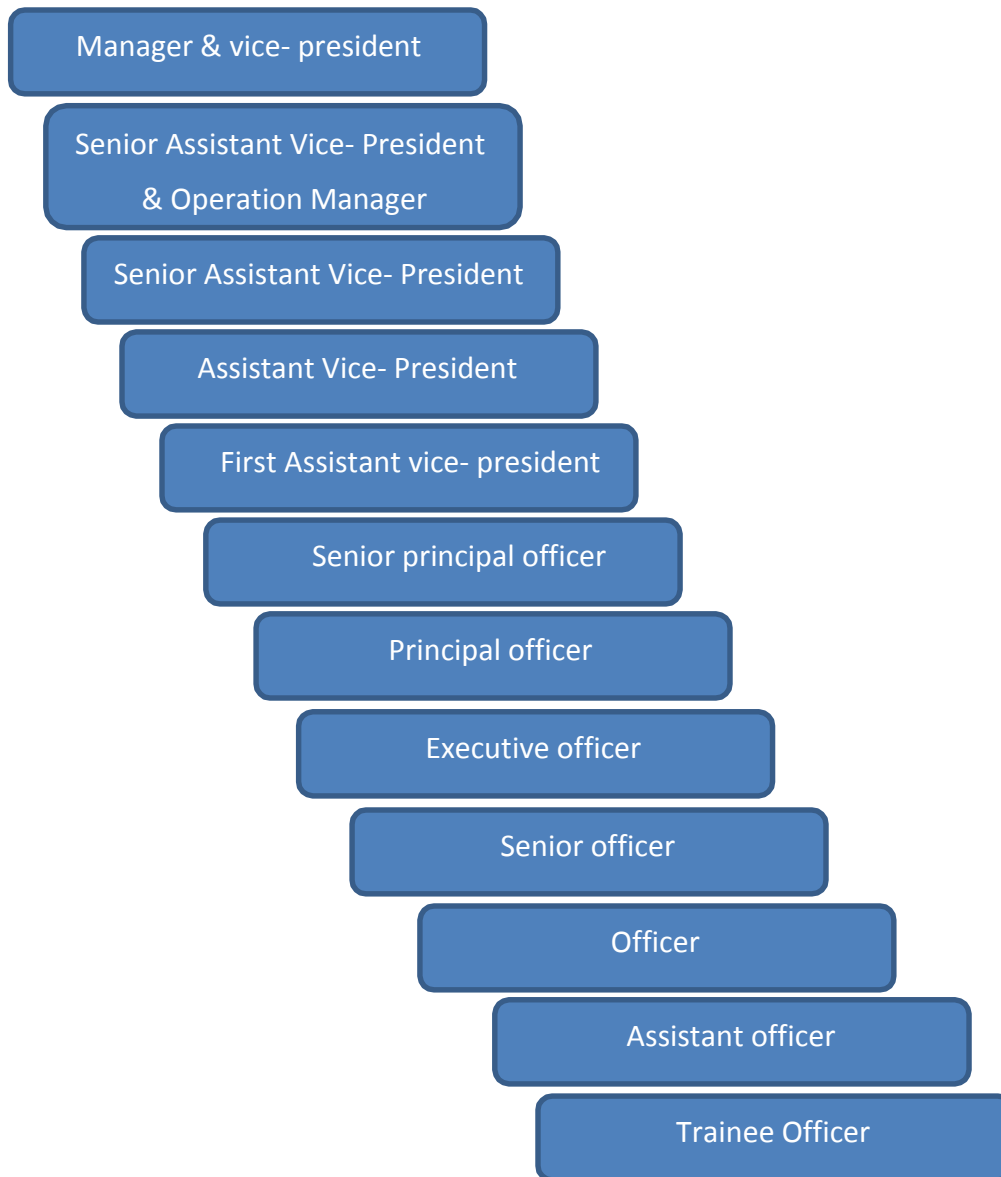 Manager & vice- president
Senior Assistant Vice- President
& Operation Manager
Senior Assistant Vice- President
Assistant Vice- President
First Assistant vice- president
Senior principal officer
Principal officer
Executive officer
Senior officer
Officer
Assistant officer
Trainee Officer